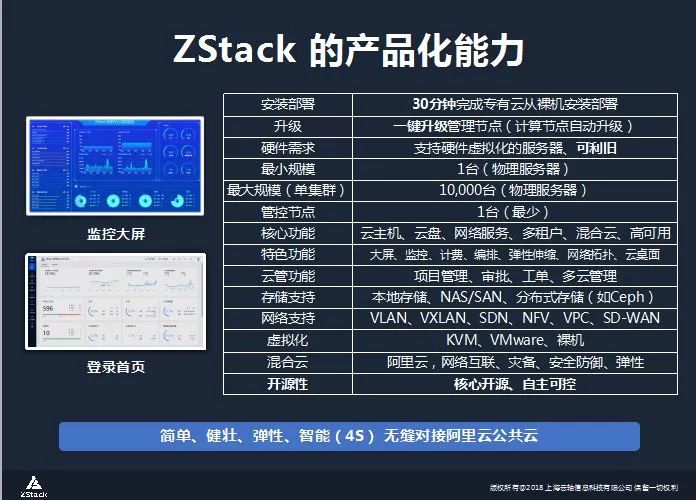 ZStack 的产品化能力
安装部署 30分钟完成专有云从裸机安装部署
升级 一键升级管理节点（计算节点自动升级）
硬件需求 支持硬件虚拟化的服务器、可利旧
最小规模 1台（物理服务器）
最大规模（单集群） 10,000台（物理服务器）
管控节点 1台（最少）
核心功能 云主机、云盘、网络服务、多租户、混合云、高可用
特色功能 大屏、监控、计费、编排、弹性伸缩、网络拓扑、云桌面
云管功能 项目管理、审批、工单、多云管理
存储支持 本地存储、NAS/SAN、分布式存储（如Ceph）
网络支持 VLAN、VXLAN、SDN、NFV、VPC、SD-WAN
虚拟化 KVM、VMware、裸机
混合云 阿里云，网络互联、灾备、安全防御、弹性
开源性 核心开源、自主可控
监控大屏
596
10
登录首页
简单、健壮、弹性、智能（4S） 无缝对接阿里云公共云
ZStack
版权所有@2018 上海云轴信息科技有限公司 保留一切权利